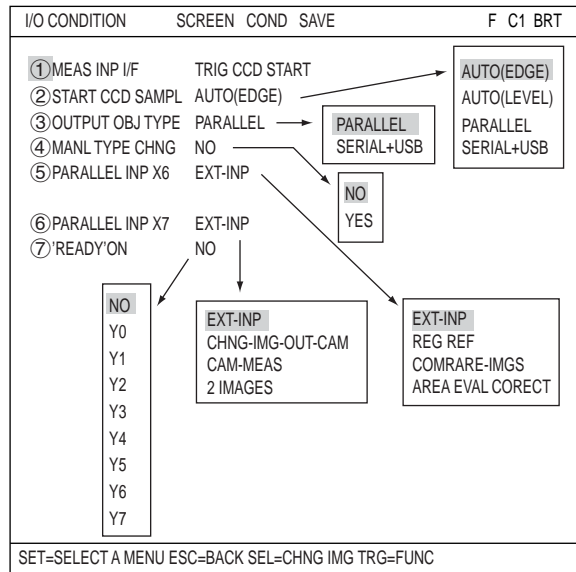 I/O CONDITION SCREEN COND SAVE F C1 BRT
①MEAS INP I/F TRIG CCD START
②START CCD SAMPL AUTO(EDGE)
③OUTPUT OBJ TYPE PARALLEL
④MANL TYPE CHNG NO
⑤PARALLEL INP X6 EXT-INP
⑥PARALLEL INP X7 EXT-INP
⑦'READY'ON NO
AUTO(EDGE)
AUTO(LEVEL)
PARALLEL
SERIAL+USB
PARALLEL
SERIAL+USB
NO
YES
NO
Y0
Y1
Y2
Y3
Y4
Y5
Y6
Y7
EXT-INP
CHNG-IMG-OUT-CAM
CAM-MEAS
2 IMAGES
EXT-INP
REG REF
COMRARE-IMGS
AREA EVAL CORECT
SET=SELECT A MENU ESC=BACK SEL=CHNG IMG TRG=FUNC